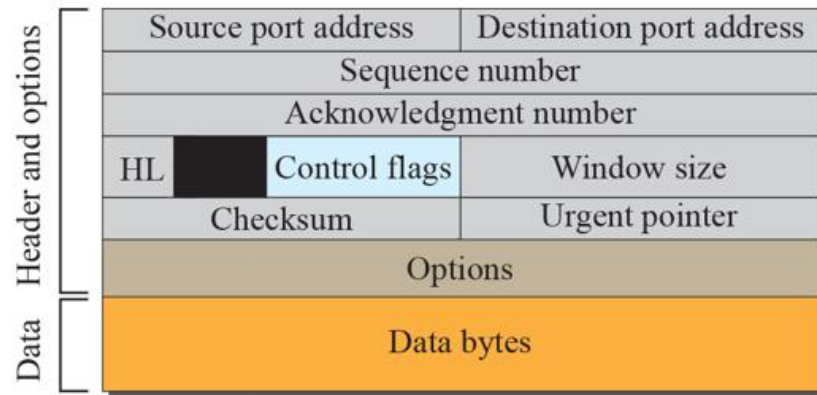 Header and options
Source port address Destination port address
Sequence number
Acknowledgment number
HL Control flags Window size
Checksum Urgent pointer
Options
Data
Data bytes